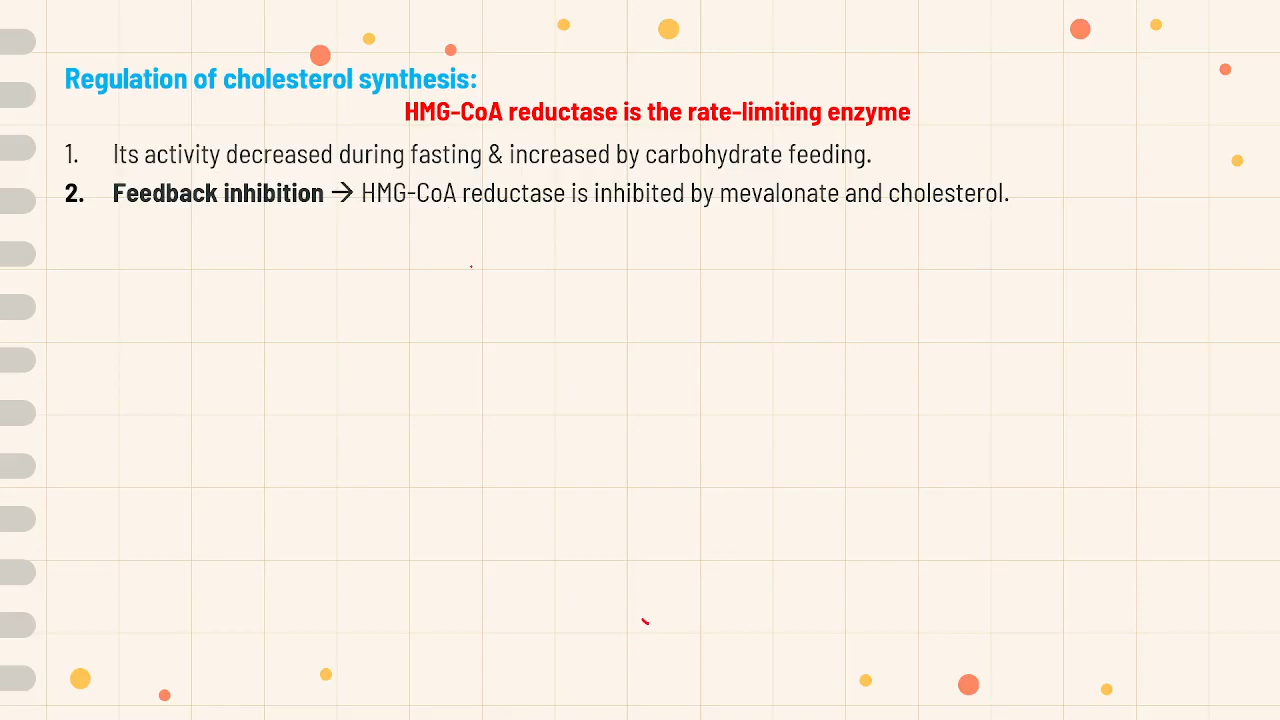 Regulation of cholesterol synthesis:
HMG-CoA reductase is the rate-limiting enzyme
1. Its activity decreased during fasting & increased by carbohydrate feeding.
2. Feedback inhibition → HMG-CoA reductase is inhibited by mevalonate and cholesterol.